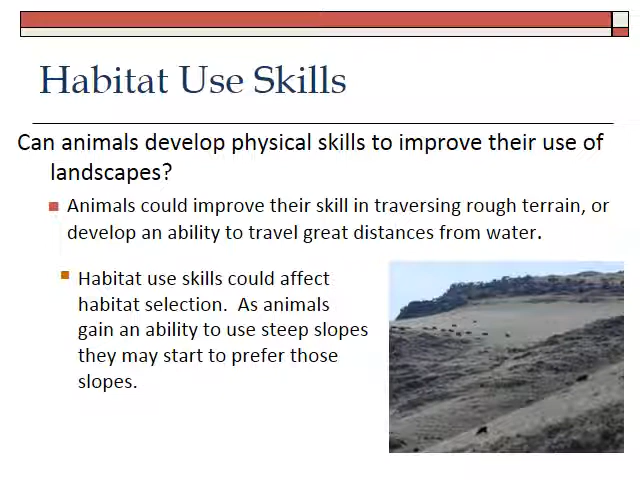 Habitat Use Skills
Can animals develop physical skills to improve their use of
landscapes?
Animals could improve their skill in traversing rough terrain, or
develop an ability to travel great distances from water.
Habitat use skills could affect
habitat selection. As animals
gain an ability to use steep slopes
they may start to prefer those
slopes.